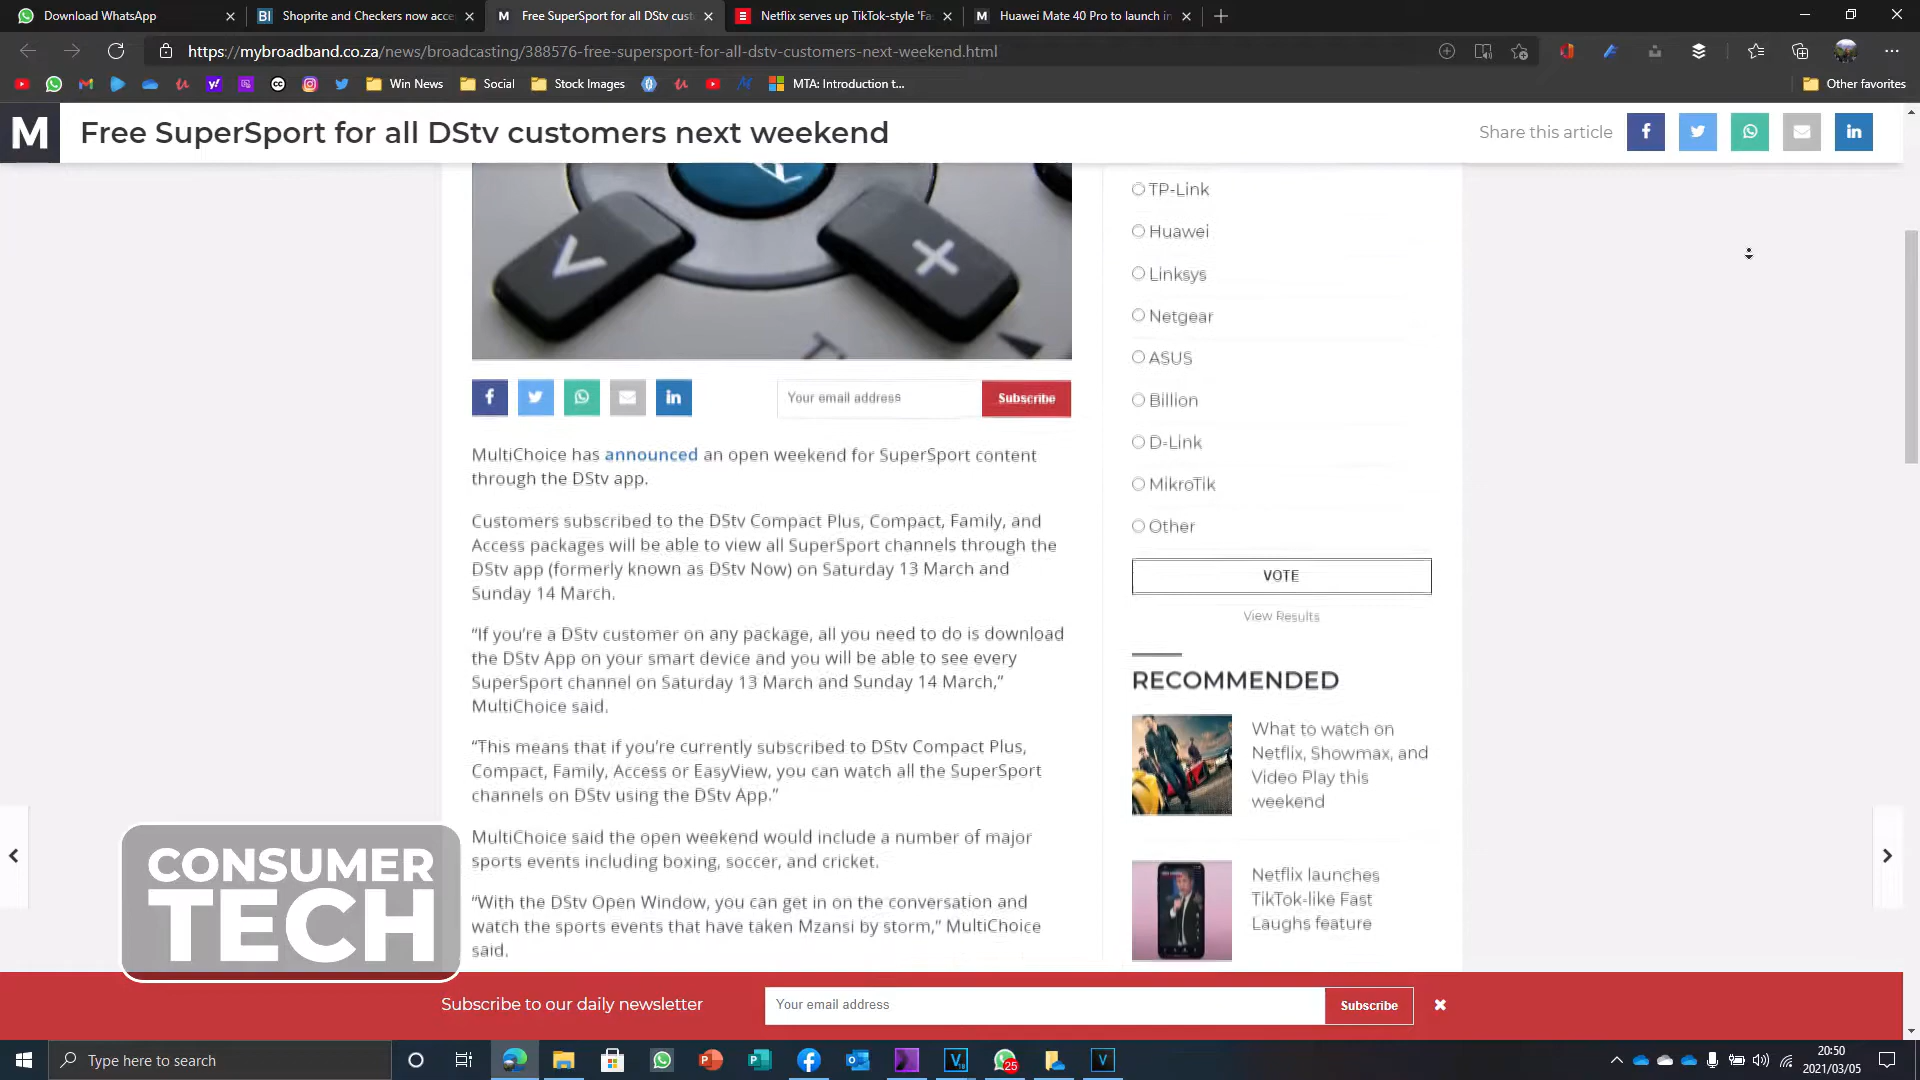 Download WhatsApp
Shoprite and Checkers now acce
Free SuperSport for all DStv cust
Netflix serves up TikTok-style 'Fa
Huawei Mate 40 Pro to launch in
https://mybroadband.co.za/news/broadcasting/388576-free-supersport-for-all-dstv-customers-next-weekend.html
Win News
Social
Stock Images
MTA: Introduction t...
Other favorites
M
Free SuperSport for all DStv customers next weekend
Share this article
Your email address
Subscribe
MultiChoice has announced an open weekend for SuperSport content
through the DStv app.
Customers subscribed to the DStv Compact Plus, Compact, Family, and
Access packages will be able to view all SuperSport channels through the
DStv app (formerly known as DStv Now) on Saturday 13 March and
Sunday 14 March.
“If you’re a DStv customer on any package, all you need to do is download
the DStv App on your smart device and you will be able to see every
SuperSport channel on Saturday 13 March and Sunday 14 March,”
MultiChoice said.
“This means that if you’re currently subscribed to DStv Compact Plus,
Compact, Family, Access or EasyView, you can watch all the SuperSport
channels on DStv using the DStv App.”
MultiChoice said the open weekend would include a number of major
sports events including boxing, soccer, and cricket.
“With the DStv Open Window, you can get in on the conversation and
watch the sports events that have taken Mzansi by storm,” MultiChoice
said.
TP-Link
Huawei
Linksys
Netgear
ASUS
Billion
D-Link
MikroTik
Other
VOTE
View Results
RECOMMENDED
What to watch on
Netflix, Showmax, and
Video Play this
weekend
Netflix launches
TikTok-like Fast
Laughs feature
CONSUMER
TECH
Subscribe to our daily newsletter
Your email address
Subscribe
Type here to search
25
20:50
2021/03/05